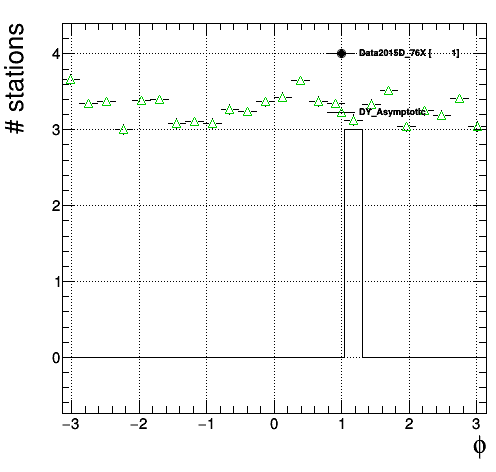 # stations
4
Data2015D_76X [ 1]
DY_Asymptotic
3
2
1
0
−3 −2 −1 0 1 2 3
ϕ